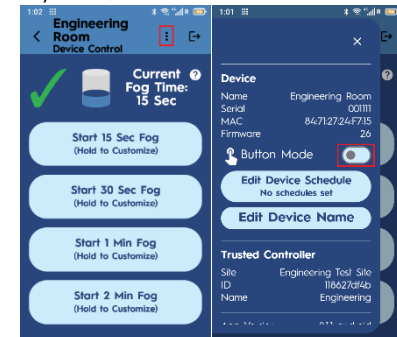 1:02
Engineering
Room
Device Control
Current
Fog Time:
15 Sec
Start 15 Sec Fog
(Hold to Customize)
Start 30 Sec Fog
(Hold to Customize)
Start 1 Min Fog
(Hold to Customize)
Start 2 Min Fog
(Hold to Customize)
1:01
Device
Name Engineering Room
Serial 001111
MAC 84:71:27:24:F7:15
Firmware 26
Button Mode
Edit Device Schedule
No schedules set
Edit Device Name
Trusted Controller
Site Engineering Test Site
ID 118627df4b
Name Engineering